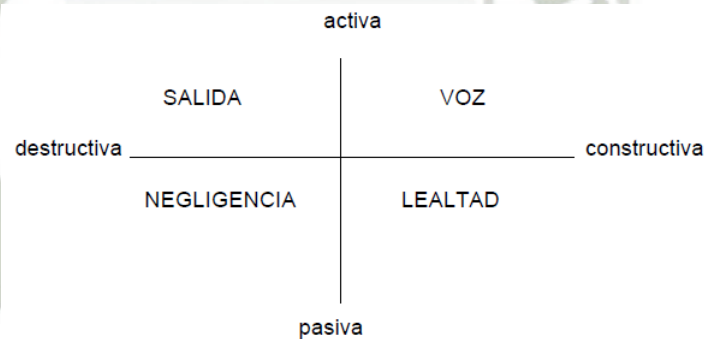 activa
SALIDA VOZ
destructiva constructiva
NEGLIGENCIA LEALTAD
pasiva